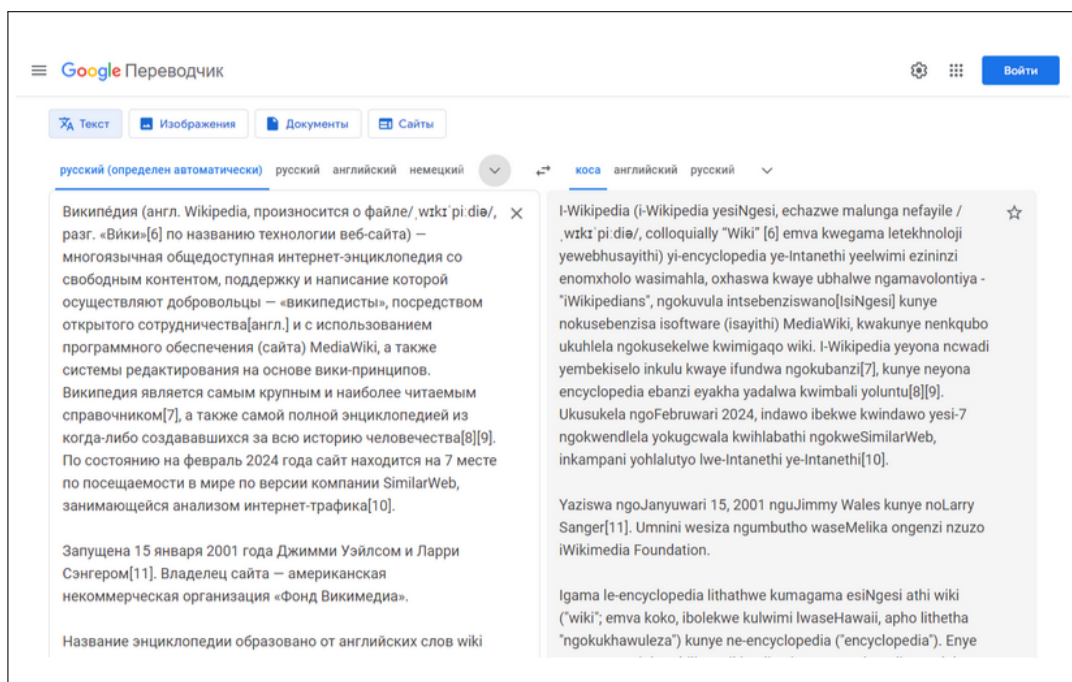 Google Переводчик
Войти
Текст
Изображения
Документы
Сайты
русский (определен автоматически) русский английский немецкий
коса английский русский
Википе́дия (англ. Wikipedia, произносится о файле/ˌwɪkɪˈpiːdiə/,
разг. «Ви́ки»[6] по названию технологии веб-сайта) —
многоязычная общедоступная интернет-энциклопедия со
свободным контентом, поддержку и написание которой
осуществляют добровольцы — «википедисты», посредством
открытого сотрудничества[англ.] и с использованием
программного обеспечения (сайта) MediaWiki, а также
системы редактирования на основе вики-принципов.
Википедия является самым крупным и наиболее читаемым
справочником[7], а также самой полной энциклопедией из
когда-либо создававшихся за всю историю человечества[8][9].
По состоянию на февраль 2024 года сайт находится на 7 месте
по посещаемости в мире по версии компании SimilarWeb,
занимающейся анализом интернет-трафика[10].
Запущена 15 января 2001 года Джимми Уэйлсом и Ларри
Сэнгером[11]. Владелец сайта — американская
некоммерческая организация «Фонд Викимедиа».
Название энциклопедии образовано от английских слов wiki
I-Wikipedia (i-Wikipedia yesiNgesi, echazwe malunga nefayile /
ˌwɪkɪˈpiːdiə/, colloquially "Wiki" [6] emva kwegama letekhnoloji
yewebhusayithi) yi-encyclopedia ye-Intanethi yeelwimi ezininzi
enomxholo wasimahla, oxhaswa kwaye ubhalwe ngamavolontiya -
"iWikipedians", ngokuvula intsebenziswano[IsiNgesi] kunye
nokusebenzisa isoftware (isayithi) MediaWiki, kwakunye nenkqubo
ukuhlela ngokusekelwe kwimigaqo wiki. I-Wikipedia yeyona ncwadi
yembekiselo inkulu kwaye ifundwa ngokubanzi[7], kunye neyona
encyclopedia ebanzi eyakha yadalwa kwimbali yoluntu[8][9].
Ukusukela ngoFebruwari 2024, indawo ibekwe kwindawo yesi-7
ngokwendlela yokugcwala kwihlabathi ngokweSimilarWeb,
inkampani yohlalutyo lwe-Intanethi ye-Intanethi[10].
Yaziswa ngoJanyuwari 15, 2001 nguJimmy Wales kunye noLarry
Sanger[11]. Umnini wesiza ngumbutho waseMelika ongenzi nzuzo
iWikimedia Foundation.
Igama le-encyclopedia lithathwe kumagama esiNgesi athi wiki
("wiki"; emva koko, ibolekwe kulwimi lwaseHawaii, apho lithetha
"ngokukhawuleza") kunye ne-encyclopedia ("encyclopedia"). Enye